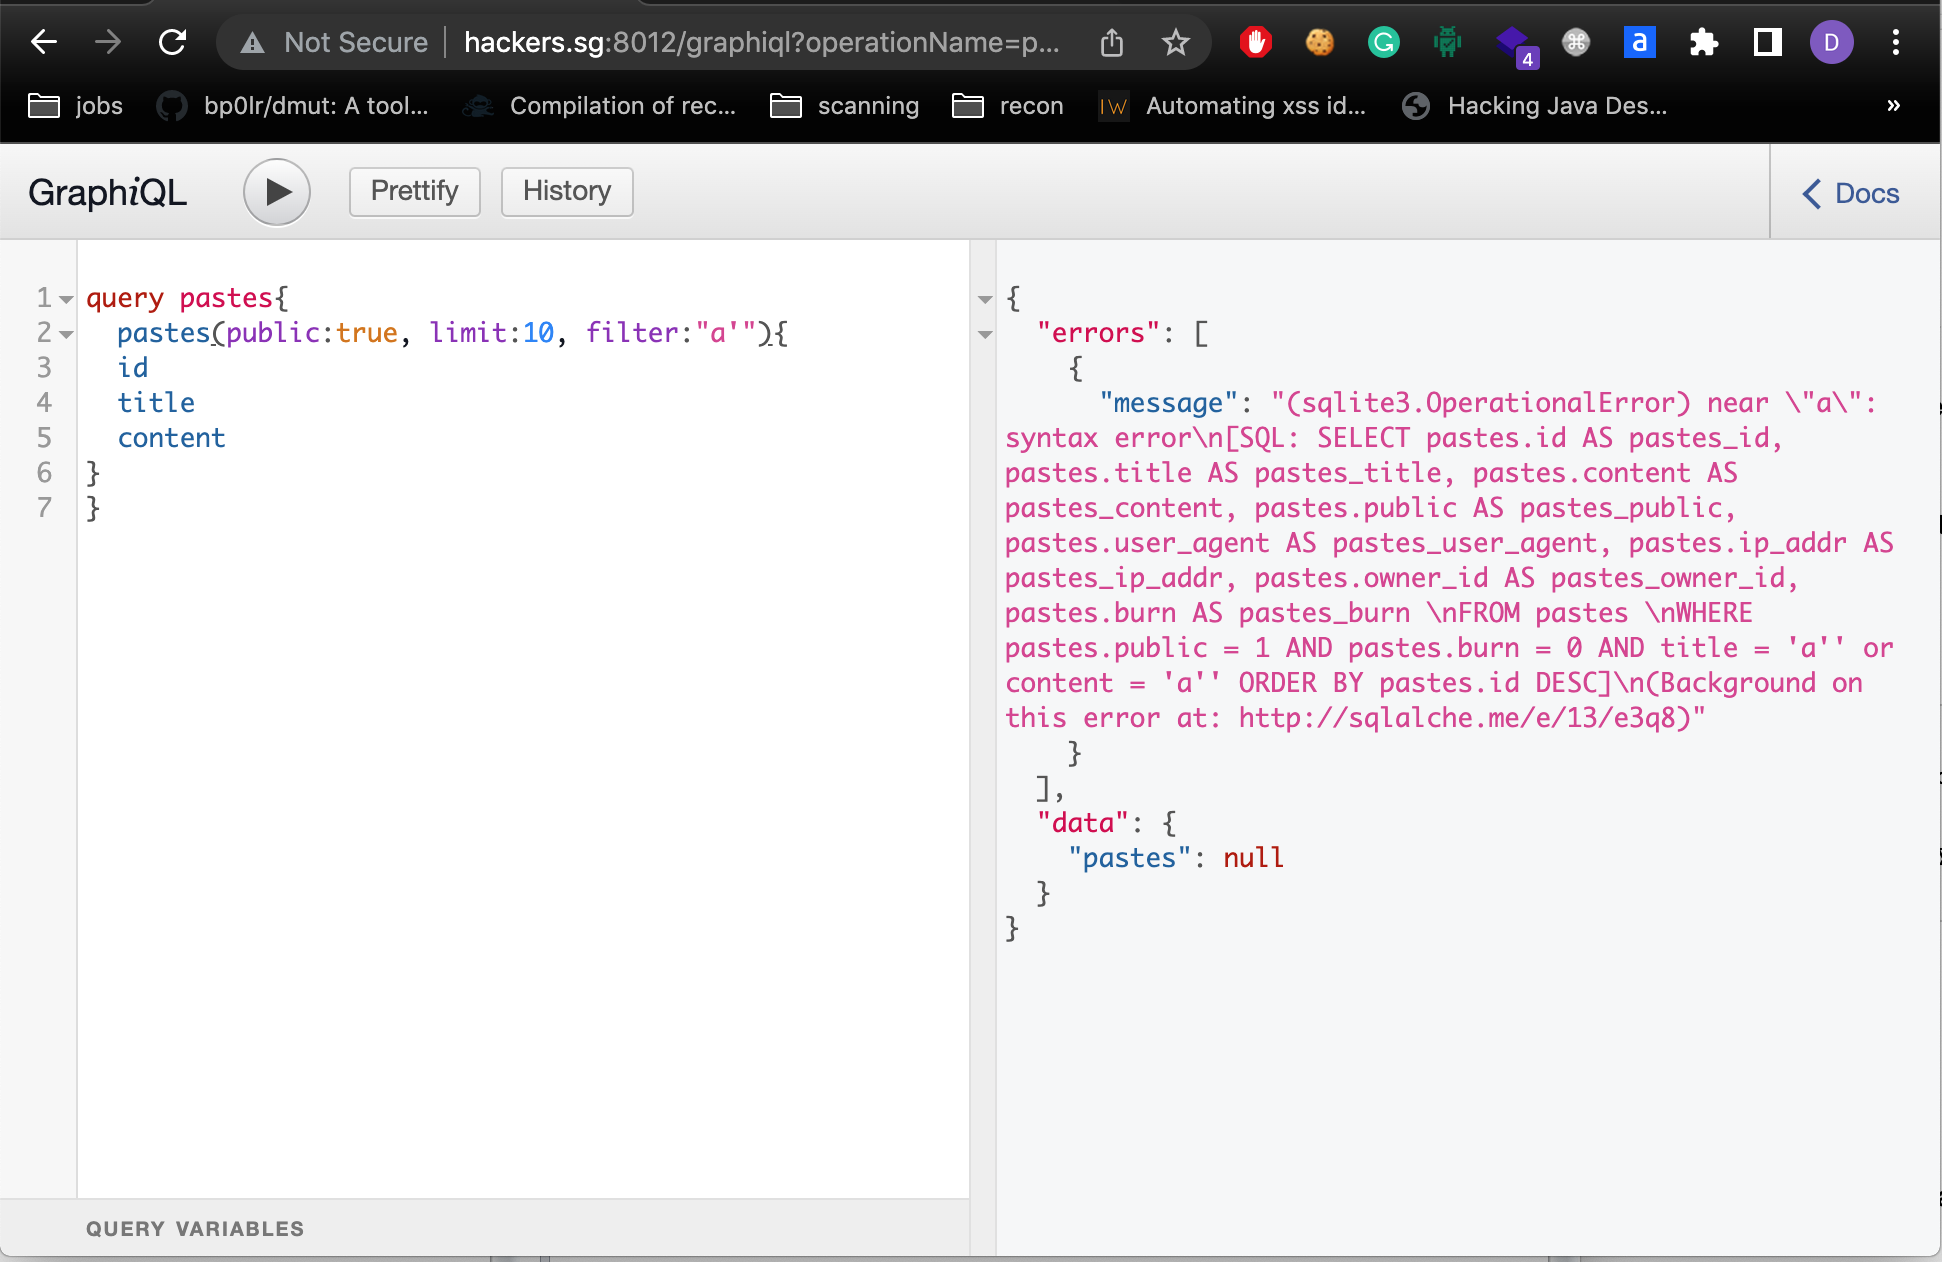 Not Secure hackers.sg:8012/graphiql?operationName=p...
4
a
D
jobs bp0lr/dmut: A tool... Compilation of rec... scanning recon IW Automating xss id... Hacking Java Des... »
GraphiQL Prettify History Docs
1 query pastes{
2 pastes(public:true, limit:10, filter:"a'"){
3 id
4 title
5 content
6 }
7 }
QUERY VARIABLES
{
"errors": [
{
"message": "(sqlite3.OperationalError) near \"a\":
syntax error\n[SQL: SELECT pastes.id AS pastes_id,
pastes.title AS pastes_title, pastes.content AS
pastes_content, pastes.public AS pastes_public,
pastes.user_agent AS pastes_user_agent, pastes.ip_addr AS
pastes_ip_addr, pastes.owner_id AS pastes_owner_id,
pastes.burn AS pastes_burn \nFROM pastes \nWHERE
pastes.public = 1 AND pastes.burn = 0 AND title = 'a'' or
content = 'a'' ORDER BY pastes.id DESC]\n(Background on
this error at: http://sqlalche.me/e/13/e3q8)"
}
],
"data": {
"pastes": null
}
}